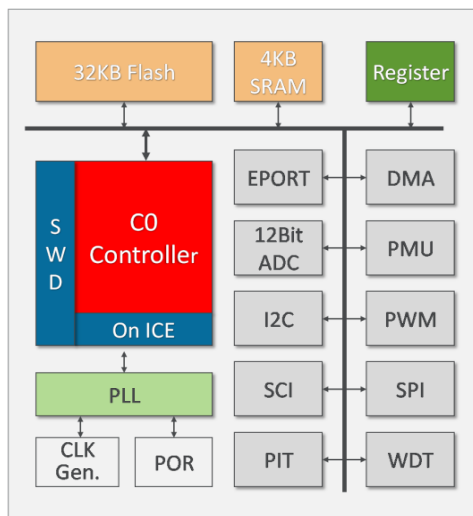 32KB Flash
4KB
SRAM
Register
S
W
D
C0
Controller
On ICE
PLL
CLK
Gen.
POR
EPORT
DMA
12Bit
ADC
PMU
I2C
PWM
SCI
SPI
PIT
WDT